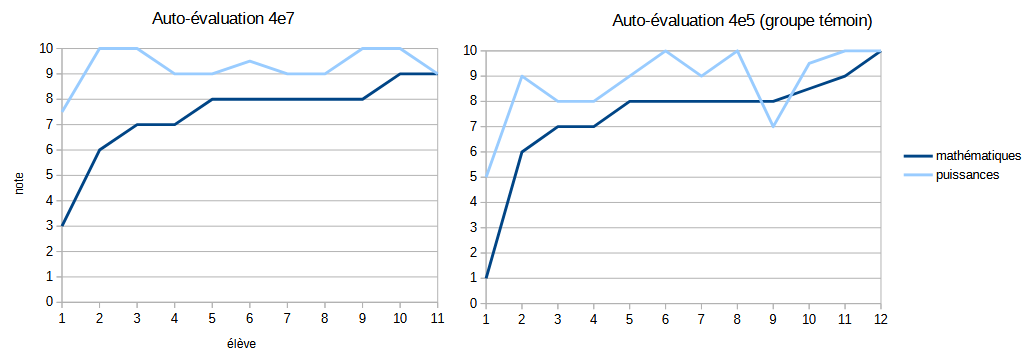 Auto-évaluation 4e7
10
9
8
7
6
5
4
3
2
1
0
note
1 2 3 4 5 6 7 8 9 10 11
élève
Auto-évaluation 4e5 (groupe témoin)
10
9
8
7
6
5
4
3
2
1
0
1 2 3 4 5 6 7 8 9 10 11 12
mathématiques
puissances